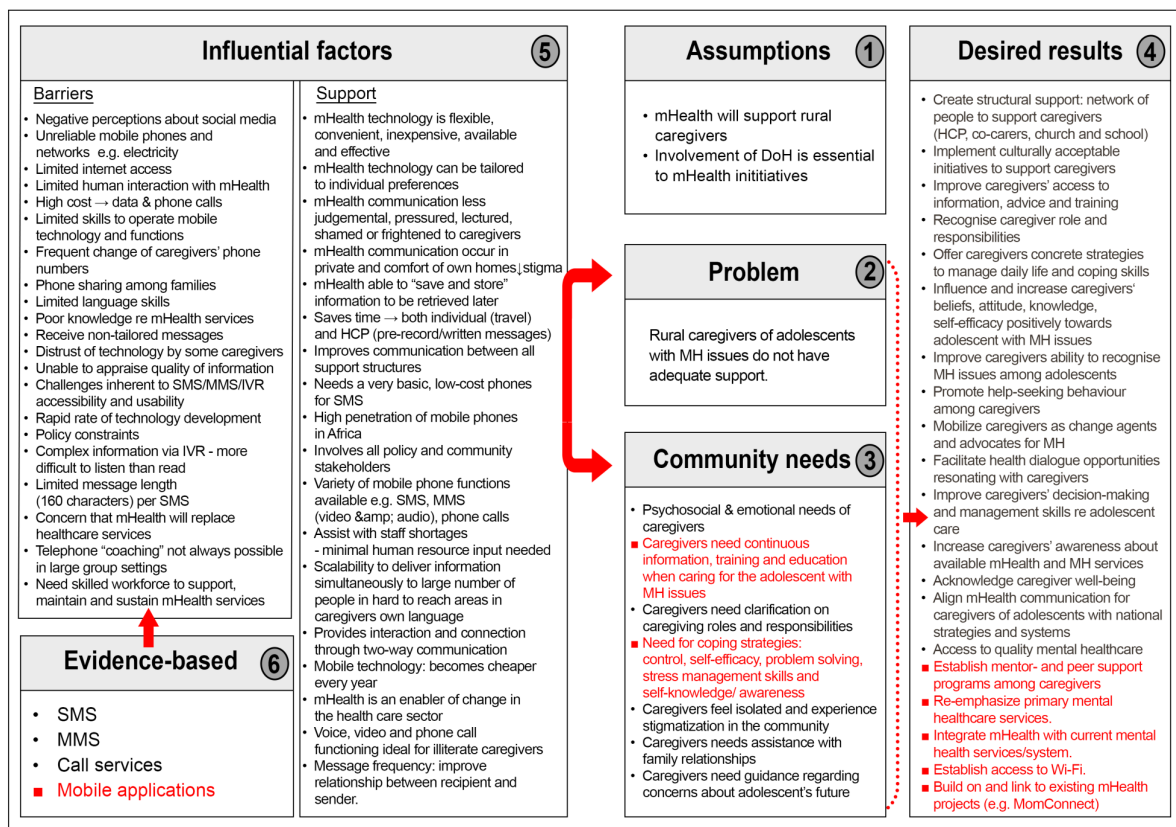 Influential factors
5
Barriers
• Negative perceptions about social media
• Unreliable mobile phones and
networks e.g. electricity
• Limited internet access
• Limited human interaction with mHealth
• High cost → data & phone calls
• Limited skills to operate mobile
technology and functions
• Frequent change of caregivers' phone
numbers
• Phone sharing among families
• Limited language skills
• Poor knowledge re mHealth services
• Receive non-tailored messages
• Distrust of technology by some caregivers
• Unable to appraise quality of information
• Challenges inherent to SMS/MMS/IVR
accessibility and usability
• Rapid rate of technology development
• Policy constraints
• Complex information via IVR - more
difficult to listen than read
• Limited message length
(160 characters) per SMS
• Concern that mHealth will replace
healthcare services
• Telephone “coaching” not always possible
in large group settings
• Need skilled workforce to support,
maintain and sustain mHealth services
Support
• mHealth technology is flexible,
convenient, inexpensive, available
and effective
• mHealth technology can be tailored
to individual preferences
• mHealth communication less
judgemental, pressured, lectured,
shamed or frightened to caregivers
• mHealth communication occur in
private and comfort of own homes↓stigma
• mHealth able to “save and store”
information to be retrieved later
• Saves time → both individual (travel)
and HCP (pre-record/written messages)
• Improves communication between all
support structures
• Needs a very basic, low-cost phones
for SMS
• High penetration of mobile phones
in Africa
• Involves all policy and community
stakeholders
• Variety of mobile phone functions
available e.g. SMS, MMS
(video &amp; audio), phone calls
• Assist with staff shortages
- minimal human resource input needed
• Scalability to deliver information
simultaneously to large number of
people in hard to reach areas in
caregivers own language
• Provides interaction and connection
through two-way communication
• Mobile technology: becomes cheaper
every year
• mHealth is an enabler of change in
the health care sector
• Voice, video and phone call
functioning ideal for illiterate caregivers
• Message frequency: improve
relationship between recipient and
sender.
Evidence-based
6
• SMS
• MMS
• Call services
■ Mobile applications
Assumptions
1
• mHealth will support rural
caregivers
• Involvement of DoH is essential
to mHealth inititiatives
Problem
2
Rural caregivers of adolescents
with MH issues do not have
adequate support.
Community needs
3
• Psychosocial & emotional needs of
caregivers
■ Caregivers need continuous
information, training and education
when caring for the adolescent with
MH issues
• Caregivers need clarification on
caregiving roles and responsibilities
■ Need for coping strategies:
control, self-efficacy, problem solving,
stress management skills and
self-knowledge/ awareness
• Caregivers feel isolated and experience
stigmatization in the community
• Caregivers needs assistance with
family relationships
• Caregivers need guidance regarding
concerns about adolescent's future
Desired results
4
• Create structural support: network of
people to support caregivers
(HCP, co-carers, church and school)
• Implement culturally acceptable
initiatives to support caregivers
• Improve caregivers' access to
information, advice and training
• Recognise caregiver role and
responsibilities
• Offer caregivers concrete strategies
to manage daily life and coping skills
• Influence and increase caregivers'
beliefs, attitude, knowledge,
self-efficacy positively towards
adolescent with MH issues
• Improve caregivers ability to recognise
MH issues among adolescents
• Promote help-seeking behaviour
among caregivers
• Mobilize caregivers as change agents
and advocates for MH
• Facilitate health dialogue opportunities
resonating with caregivers
• Improve caregivers' decision-making
and management skills re adolescent
care
• Increase caregivers' awareness about
available mHealth and MH services
• Acknowledge caregiver well-being
• Align mHealth communication for
caregivers of adolescents with national
strategies and systems
• Access to quality mental healthcare
■ Establish mentor- and peer support
programs among caregivers
■ Re-emphasize primary mental
healthcare services.
■ Integrate mHealth with current mental
health services/system.
■ Establish access to Wi-Fi.
■ Build on and link to existing mHealth
projects (e.g. MomConnect)